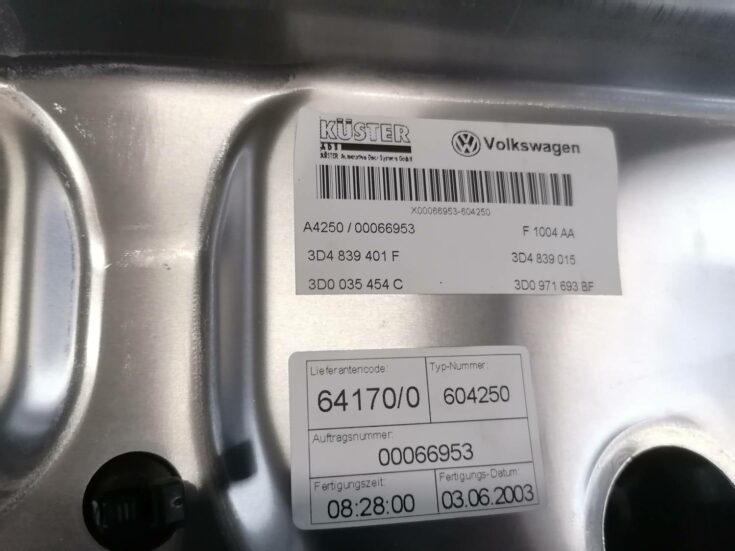 KÜSTER
Volkswagen
KÜSTER Automotive Door Systems GmbH
X00066953-604250
A4250 / 00066953 F 1004 AA
3D4 839 401 F 3D4 839 015
3D0 035 454 C 3D0 971 693 BF
Lieferantencode: Typ-Nummer:
64170/0 604250
Auftragsnummer:
00066953
Fertigungszeit: Fertigungs-Datum:
08:28:00 03.06.2003